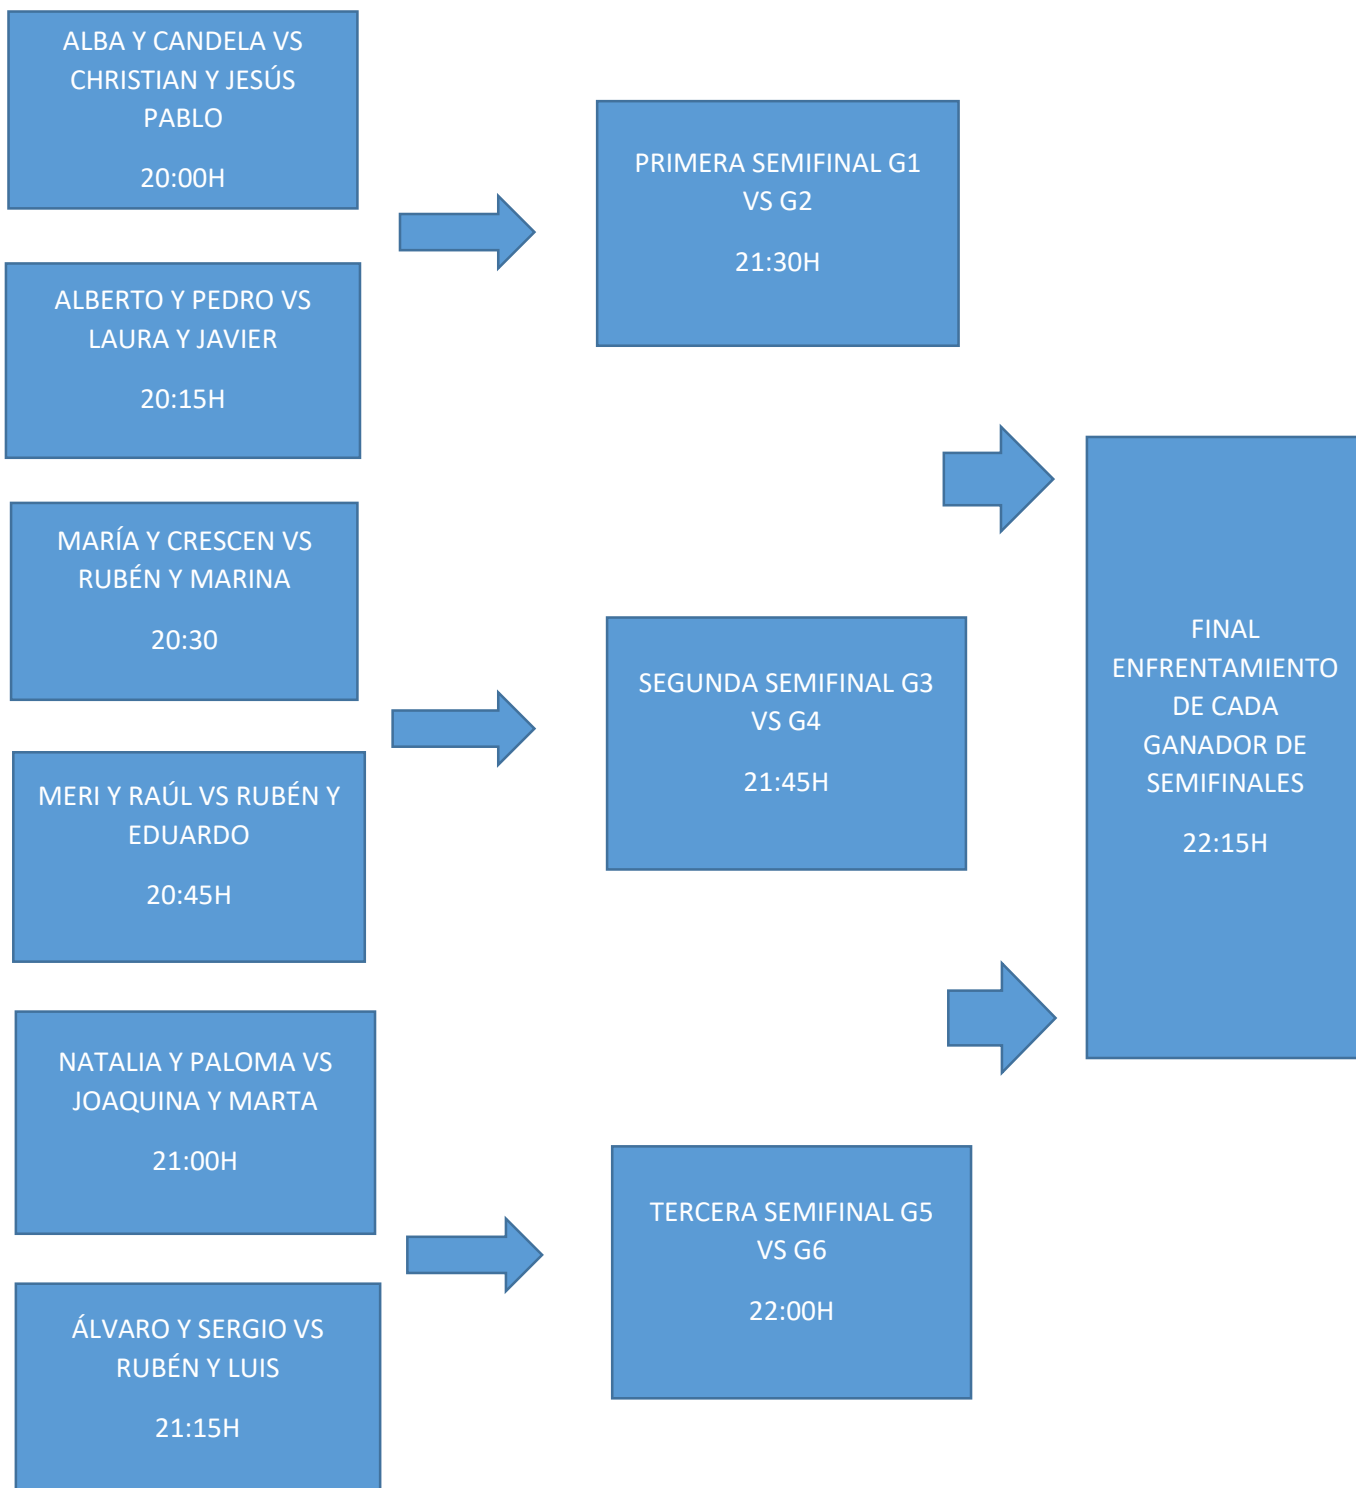 ALBA Y CANDELA VS
CHRISTIAN Y JESÚS
PABLO
20:00H
ALBERTO Y PEDRO VS
LAURA Y JAVIER
20:15H
MARÍA Y CRESCEN VS
RUBÉN Y MARINA
20:30
MERI Y RAÚL VS RUBÉN Y
EDUARDO
20:45H
NATALIA Y PALOMA VS
JOAQUINA Y MARTA
21:00H
ÁLVARO Y SERGIO VS
RUBÉN Y LUIS
21:15H
PRIMERA SEMIFINAL G1
VS G2
21:30H
SEGUNDA SEMIFINAL G3
VS G4
21:45H
TERCERA SEMIFINAL G5
VS G6
22:00H
FINAL
ENFRENTAMIENTO
DE CADA
GANADOR DE
SEMIFINALES
22:15H